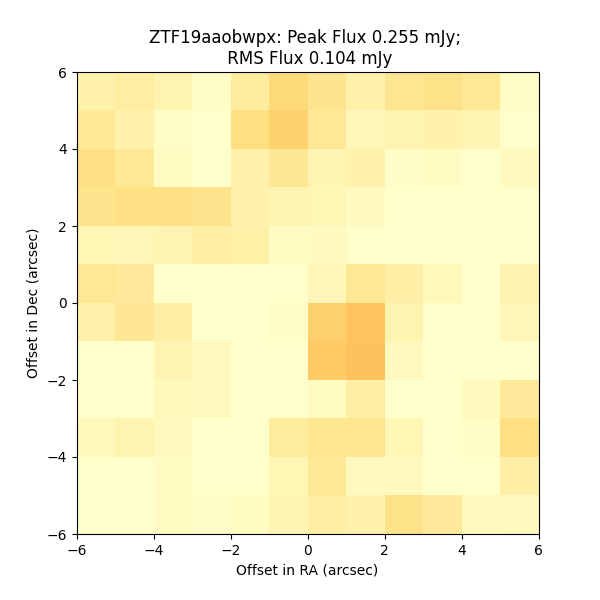 ZTF19aaobwpx: Peak Flux 0.255 mJy;
RMS Flux 0.104 mJy
6
4
2
0
−2
−4
−6
Offset in Dec (arcsec)
−6 −4 −2 0 2 4 6
Offset in RA (arcsec)